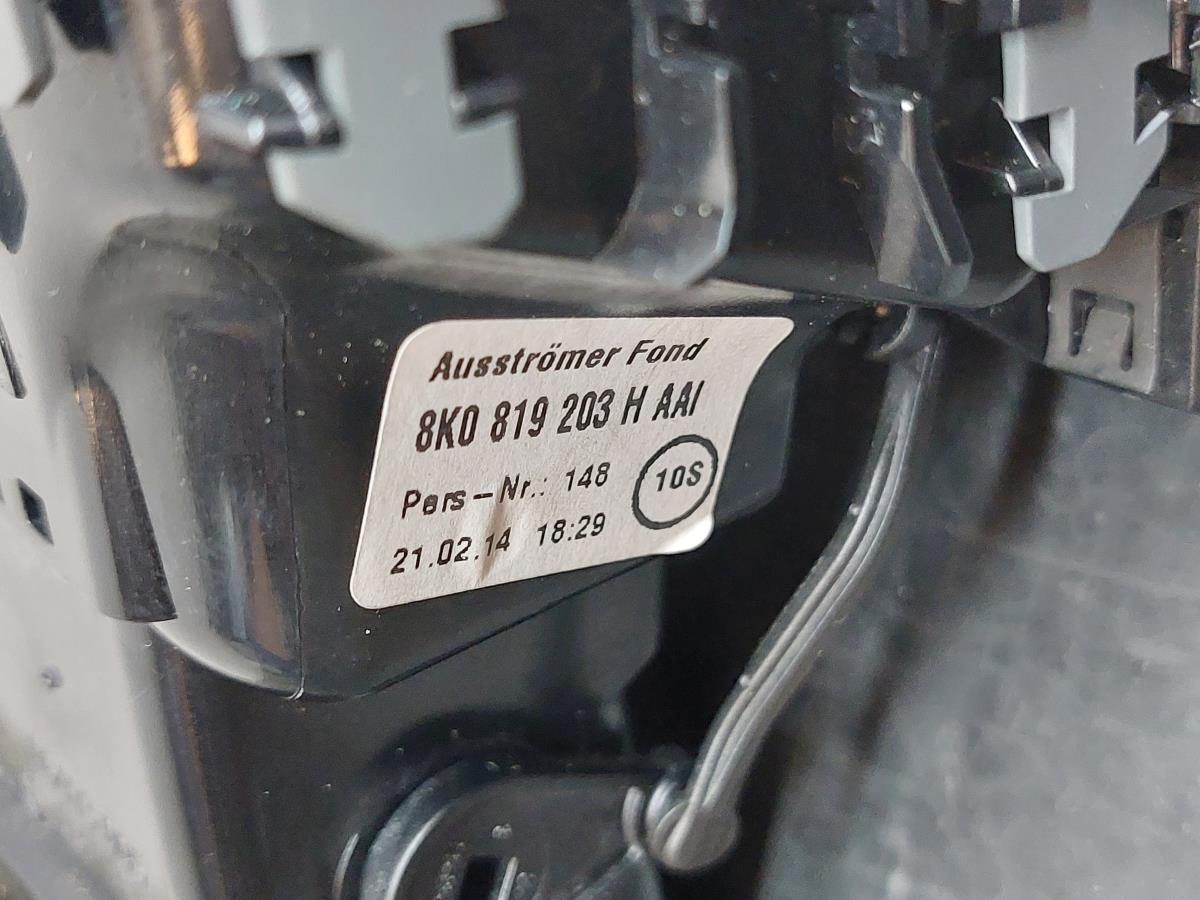 Ausströmer Fond
8K0 819 203 H AAI
Pers-Nr.: 148
10S
21.02.14 18:29